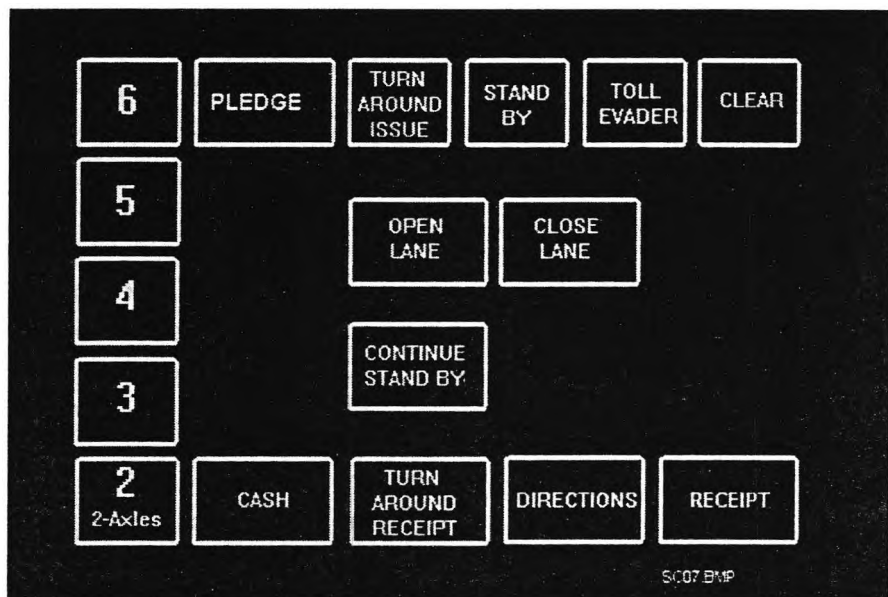 6
PLEDGE
TURN
AROUND
ISSUE
STAND
BY
TOLL
EVADER
CLEAR
5
OPEN
LANE
CLOSE
LANE
4
CONTINUE
STAND BY
3
2
2-Axles
CASH
TURN
AROUND
RECEIPT
DIRECTIONS
RECEIPT
SC07.BMP